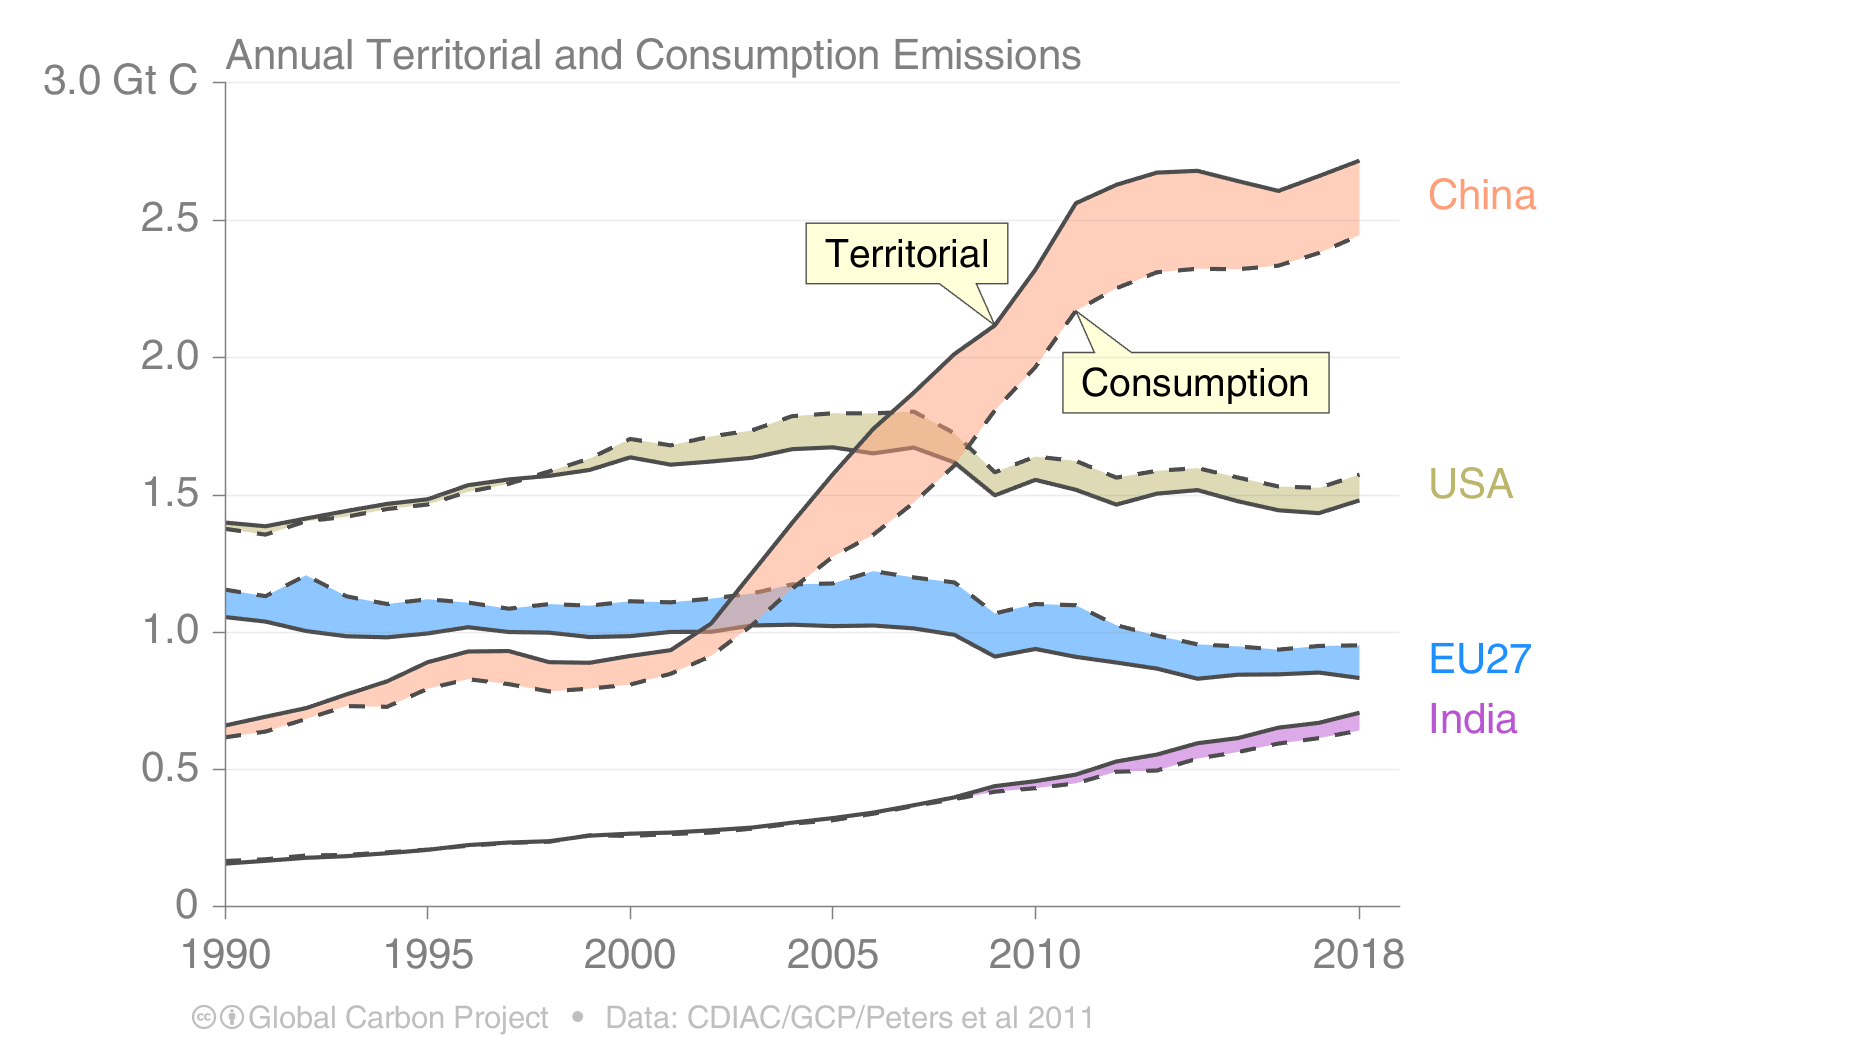 Annual Territorial and Consumption Emissions
3.0 Gt C
2.5
2.0
1.5
1.0
0.5
0
Territorial
Consumption
China
USA
EU27
India
1990 1995 2000 2005 2010 2018
cc Global Carbon Project • Data: CDIAC/GCP/Peters et al 2011